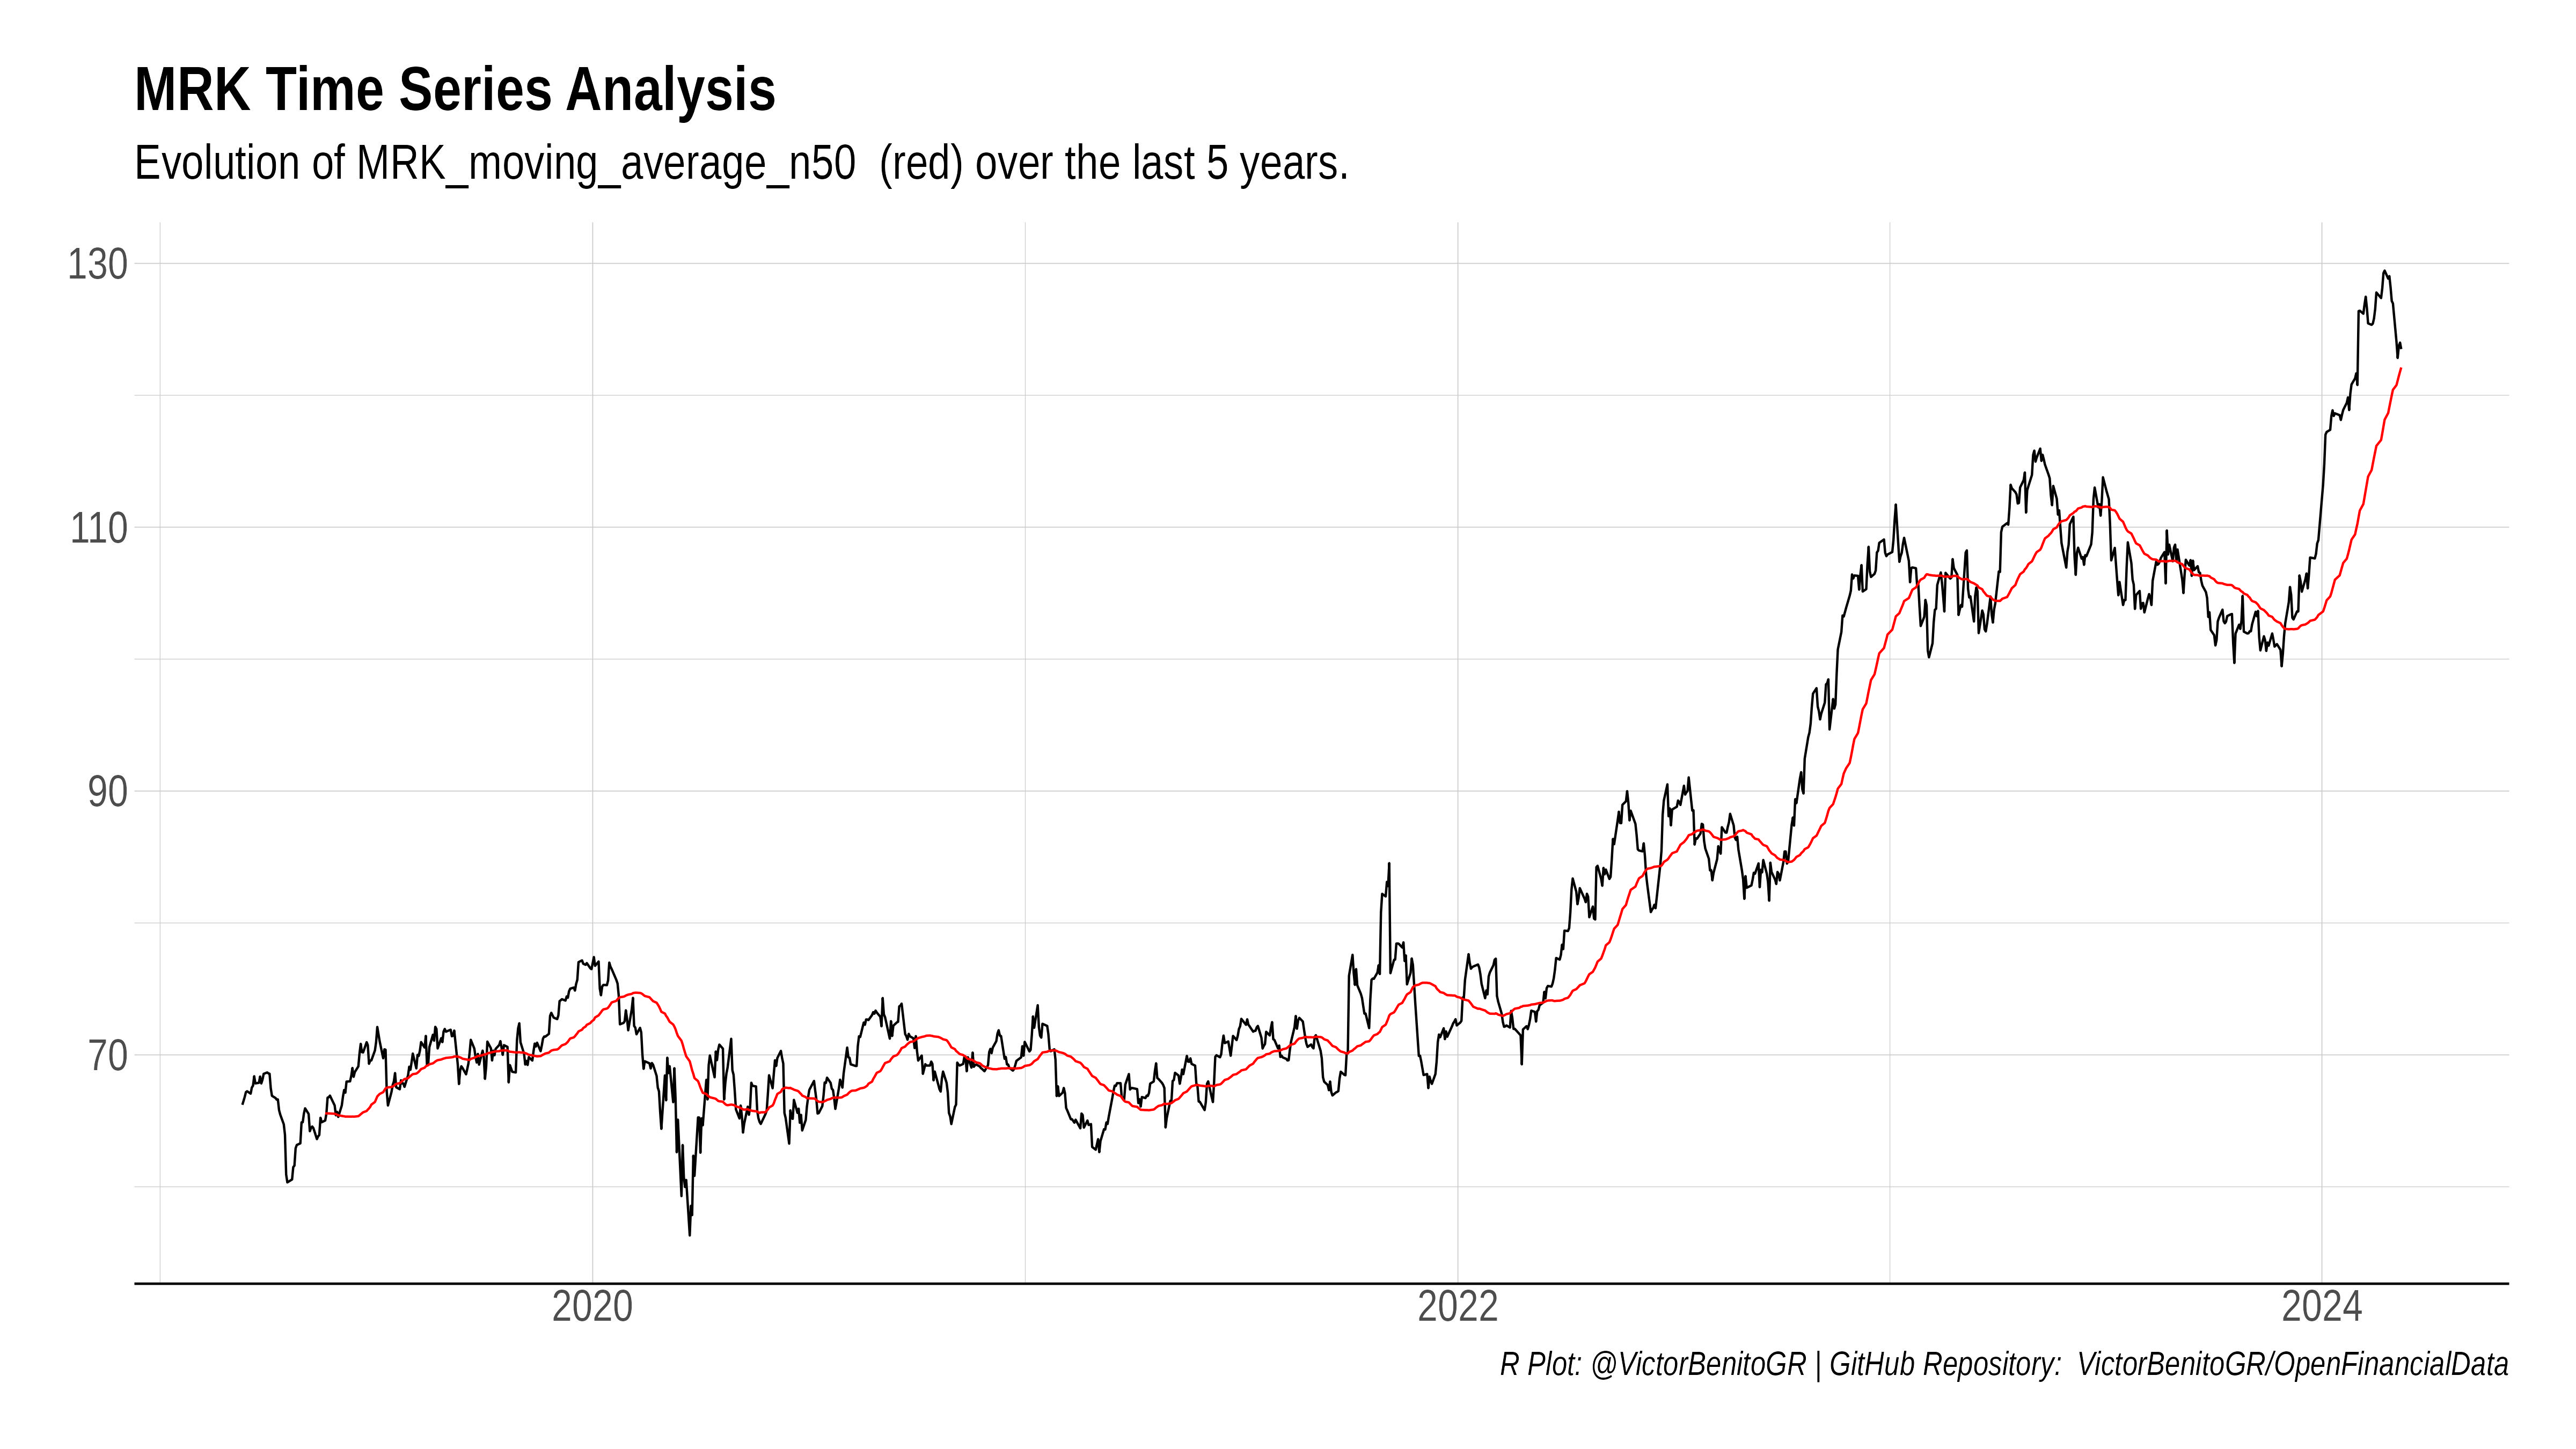 MRK Time Series Analysis
Evolution of MRK_moving_average_n50  (red) over the last 5 years.
130
110
90
70
2020 2022 2024
R Plot: @VictorBenitoGR | GitHub Repository:  VictorBenitoGR/OpenFinancialData